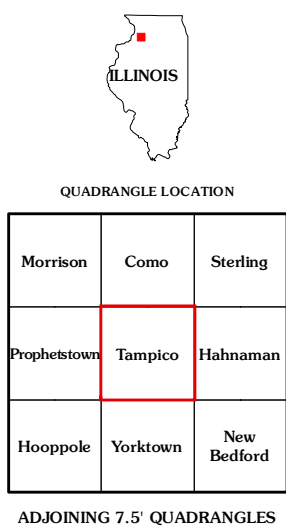 ILLINOIS
QUADRANGLE LOCATION
Morrison Como Sterling
Prophetstown Tampico Hahnaman
Hooppole Yorktown New Bedford
ADJOINING 7.5' QUADRANGLES